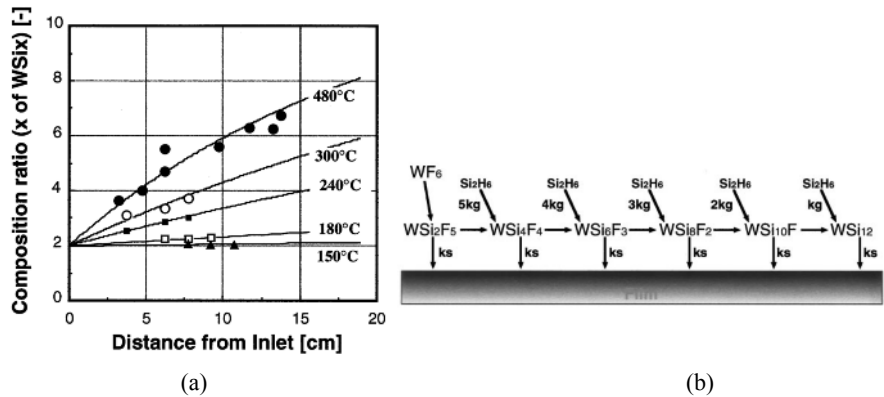 10
8
6
4
2
0
Composition ratio (x of WSix) [-]
480°C
300°C
240°C
180°C
150°C
0 5 10 15 20
Distance from Inlet [cm]
(a)
WF6 Si2H6 Si2H6 Si2H6 Si2H6 Si2H6
5kg 4kg 3kg 2kg kg
WSi2F5 WSi4F4 WSi6F3 WSi8F2 WSi10F WSi12
ks ks ks ks ks ks
(b)